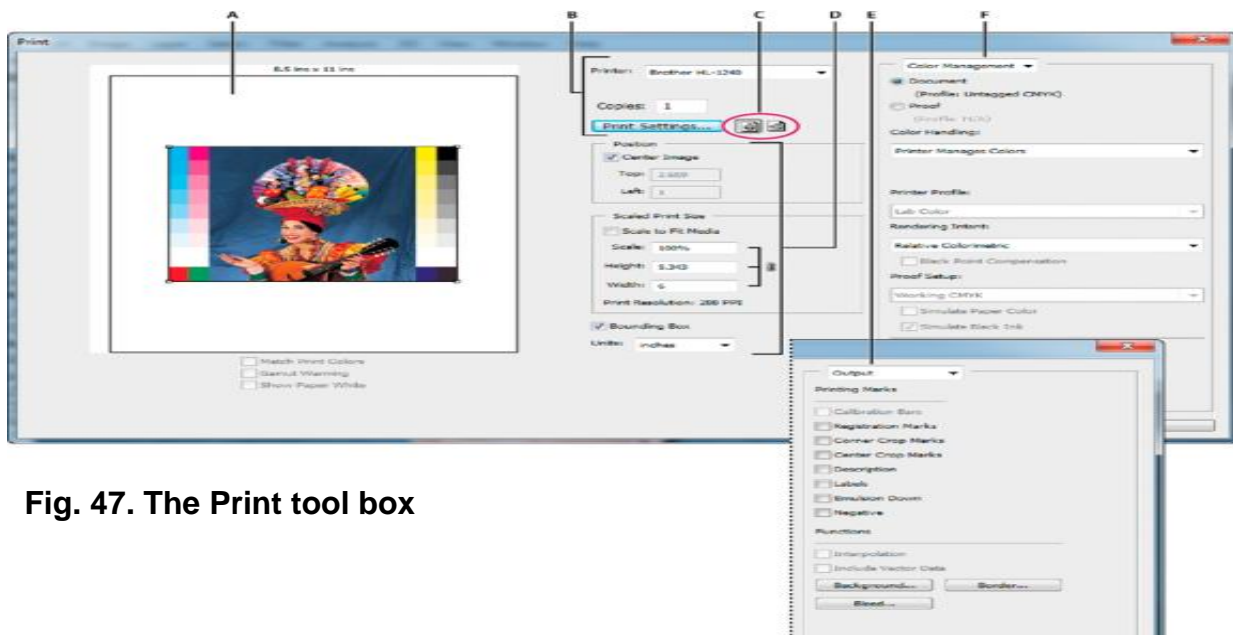 A B C D E F
Print
8.5 ins x 11 ins
Match Print Colors
Gamut Warning
Show Paper White
Printer: Brother HL-1240
Copies: 1
Print Settings...
Position
Center Image
Top:
Left:
Scaled Print Size
Scale to Fit Media
Scale: 100%
Height: 5.343
Width: 6
Print Resolution: 200 PPI
Bounding Box
Units: inches
Color Management
Document
(Profile: Untagged CMYK)
Proof
(Profile: N/A)
Color Handling:
Printer Manages Colors
Printer Profile:
Lab Color
Rendering Intent:
Relative Colorimetric
Black Point Compensation
Proof Setup:
Working CMYK
Simulate Paper Color
Simulate Black Ink
Output
Printing Marks
Calibration Bars
Registration Marks
Corner Crop Marks
Center Crop Marks
Description
Labels
Emulsion Down
Negative
Functions
Interpolation
Include Vector Data
Background... Border...
Bleed...
Fig. 47. The Print tool box